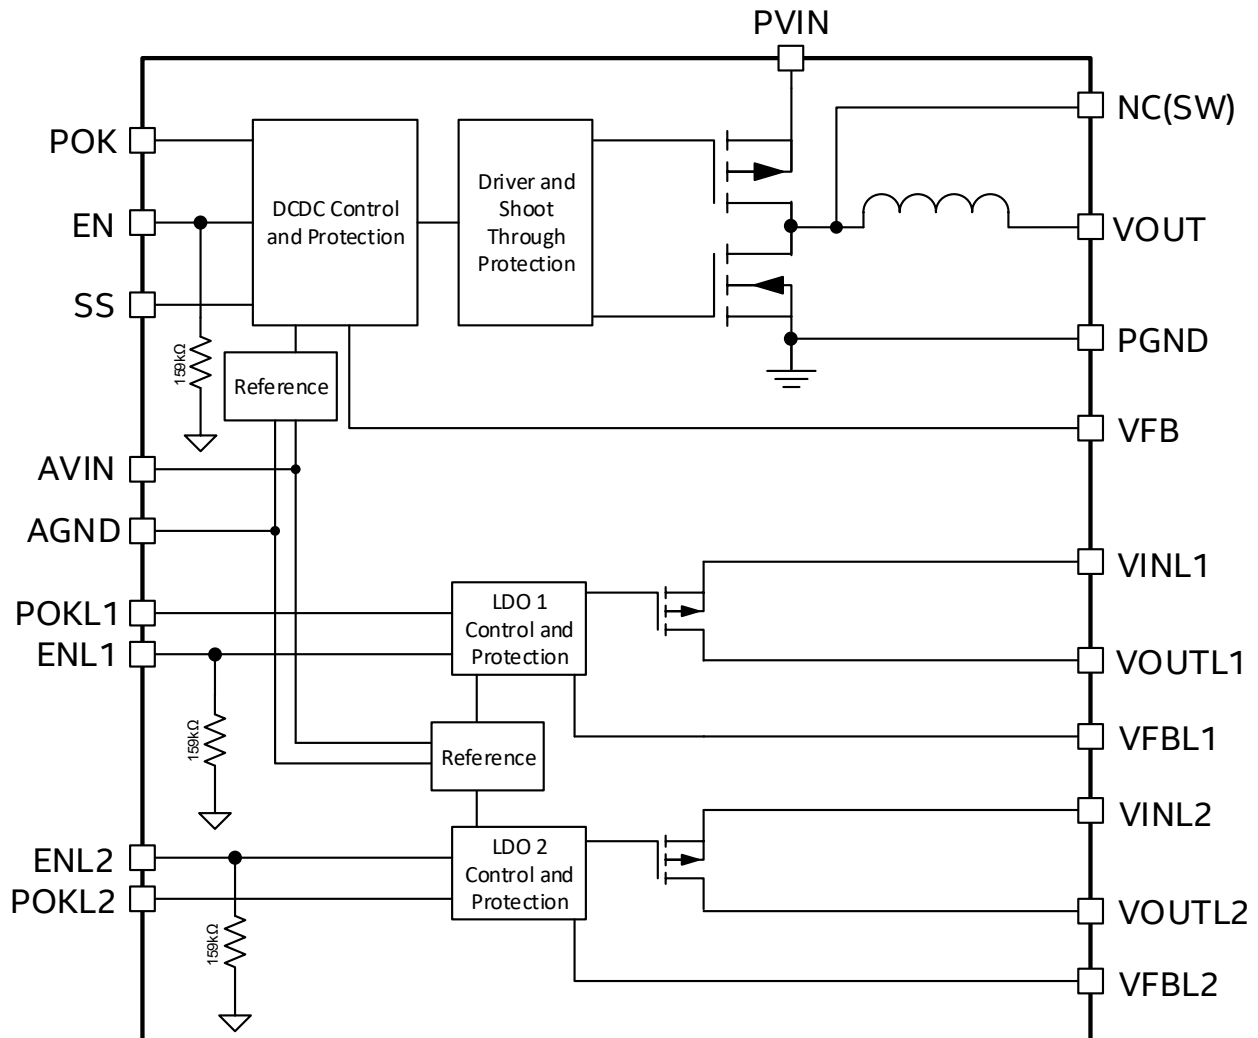 PVIN
NC(SW)
POK
EN
SS
DCDC Control
and Protection
Driver and
Shoot
Through
Protection
VOUT
PGND
159kΩ
Reference
VFB
AVIN
AGND
VINL1
POKL1
ENL1
LDO 1
Control and
Protection
VOUTL1
159kΩ
Reference
VFBL1
VINL2
ENL2
POKL2
LDO 2
Control and
Protection
VOUTL2
159kΩ
VFBL2